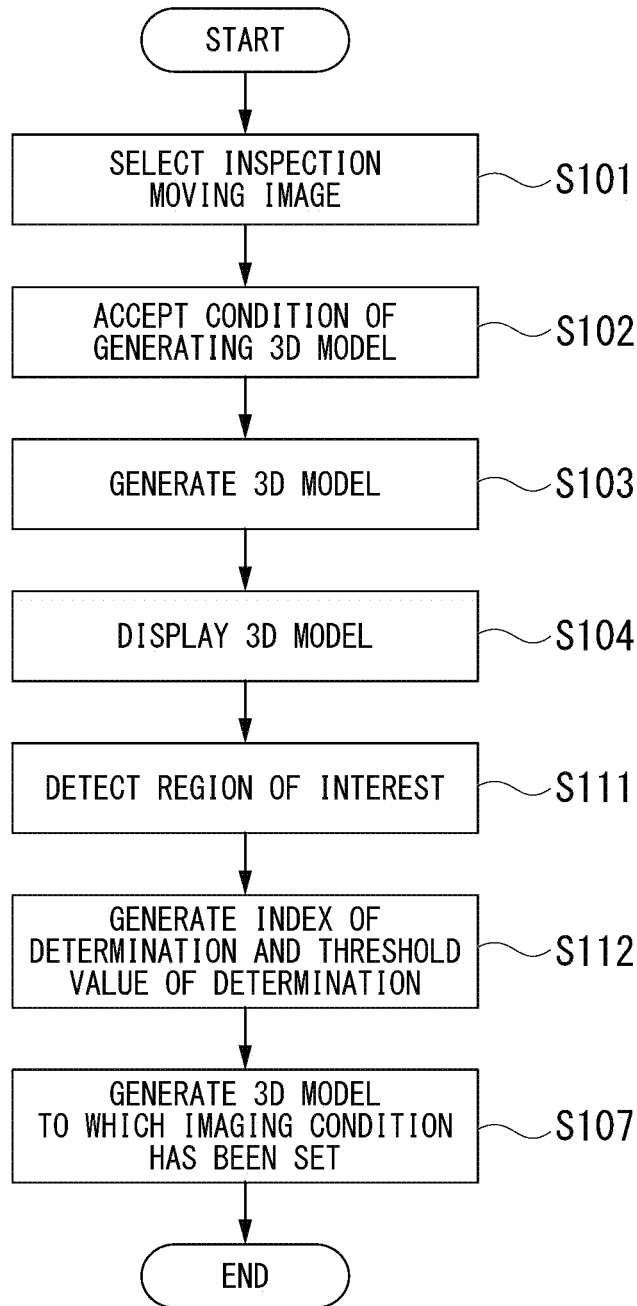 START
SELECT INSPECTION
MOVING IMAGE
S101
ACCEPT CONDITION OF
GENERATING 3D MODEL
S102
GENERATE 3D MODEL
S103
DISPLAY 3D MODEL
S104
DETECT REGION OF INTEREST
S111
GENERATE INDEX OF
DETERMINATION AND THRESHOLD
VALUE OF DETERMINATION
S112
GENERATE 3D MODEL
TO WHICH IMAGING CONDITION
HAS BEEN SET
S107
END